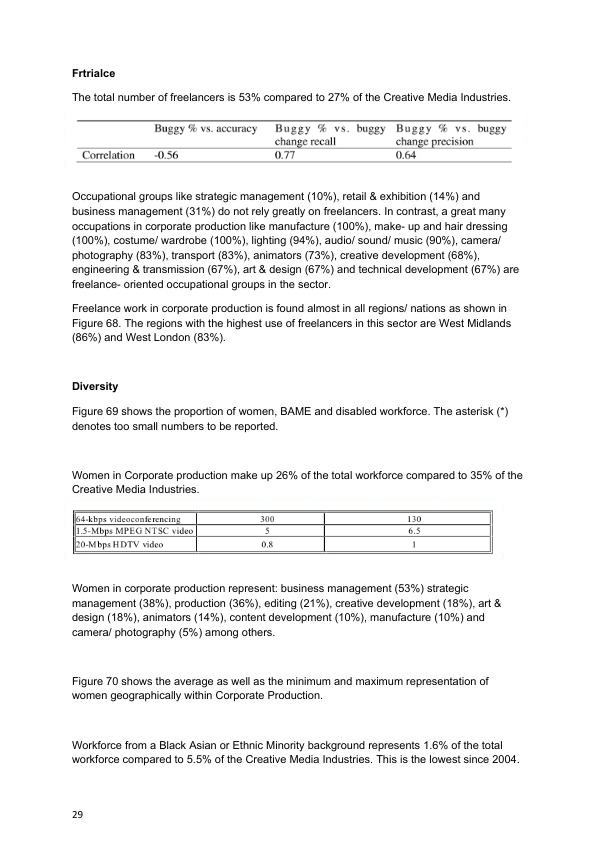 Frtrialce
The total number of freelancers is 53% compared to 27% of the Creative Media Industries.
Buggy % vs. accuracy Buggy % vs. buggy Buggy % vs. buggy
change recall change precision
Correlation -0.56 0.77 0.64
Occupational groups like strategic management (10%), retail & exhibition (14%) and
business management (31%) do not rely greatly on freelancers. In contrast, a great many
occupations in corporate production like manufacture (100%), make- up and hair dressing
(100%), costume/ wardrobe (100%), lighting (94%), audio/ sound/ music (90%), camera/
photography (83%), transport (83%), animators (73%), creative development (68%),
engineering & transmission (67%), art & design (67%) and technical development (67%) are
freelance- oriented occupational groups in the sector.
Freelance work in corporate production is found almost in all regions/ nations as shown in
Figure 68. The regions with the highest use of freelancers in this sector are West Midlands
(86%) and West London (83%).
Diversity
Figure 69 shows the proportion of women, BAME and disabled workforce. The asterisk (*)
denotes too small numbers to be reported.
Women in Corporate production make up 26% of the total workforce compared to 35% of the
Creative Media Industries.
64-kbps videoconferencing 300 130
1.5-Mbps MPEG NTSC video 5 6.5
20-Mbps HDTV video 0.8 1
Women in corporate production represent: business management (53%) strategic
management (38%), production (36%), editing (21%), creative development (18%), art &
design (18%), animators (14%), content development (10%), manufacture (10%) and
camera/ photography (5%) among others.
Figure 70 shows the average as well as the minimum and maximum representation of
women geographically within Corporate Production.
Workforce from a Black Asian or Ethnic Minority background represents 1.6% of the total
workforce compared to 5.5% of the Creative Media Industries. This is the lowest since 2004.
29